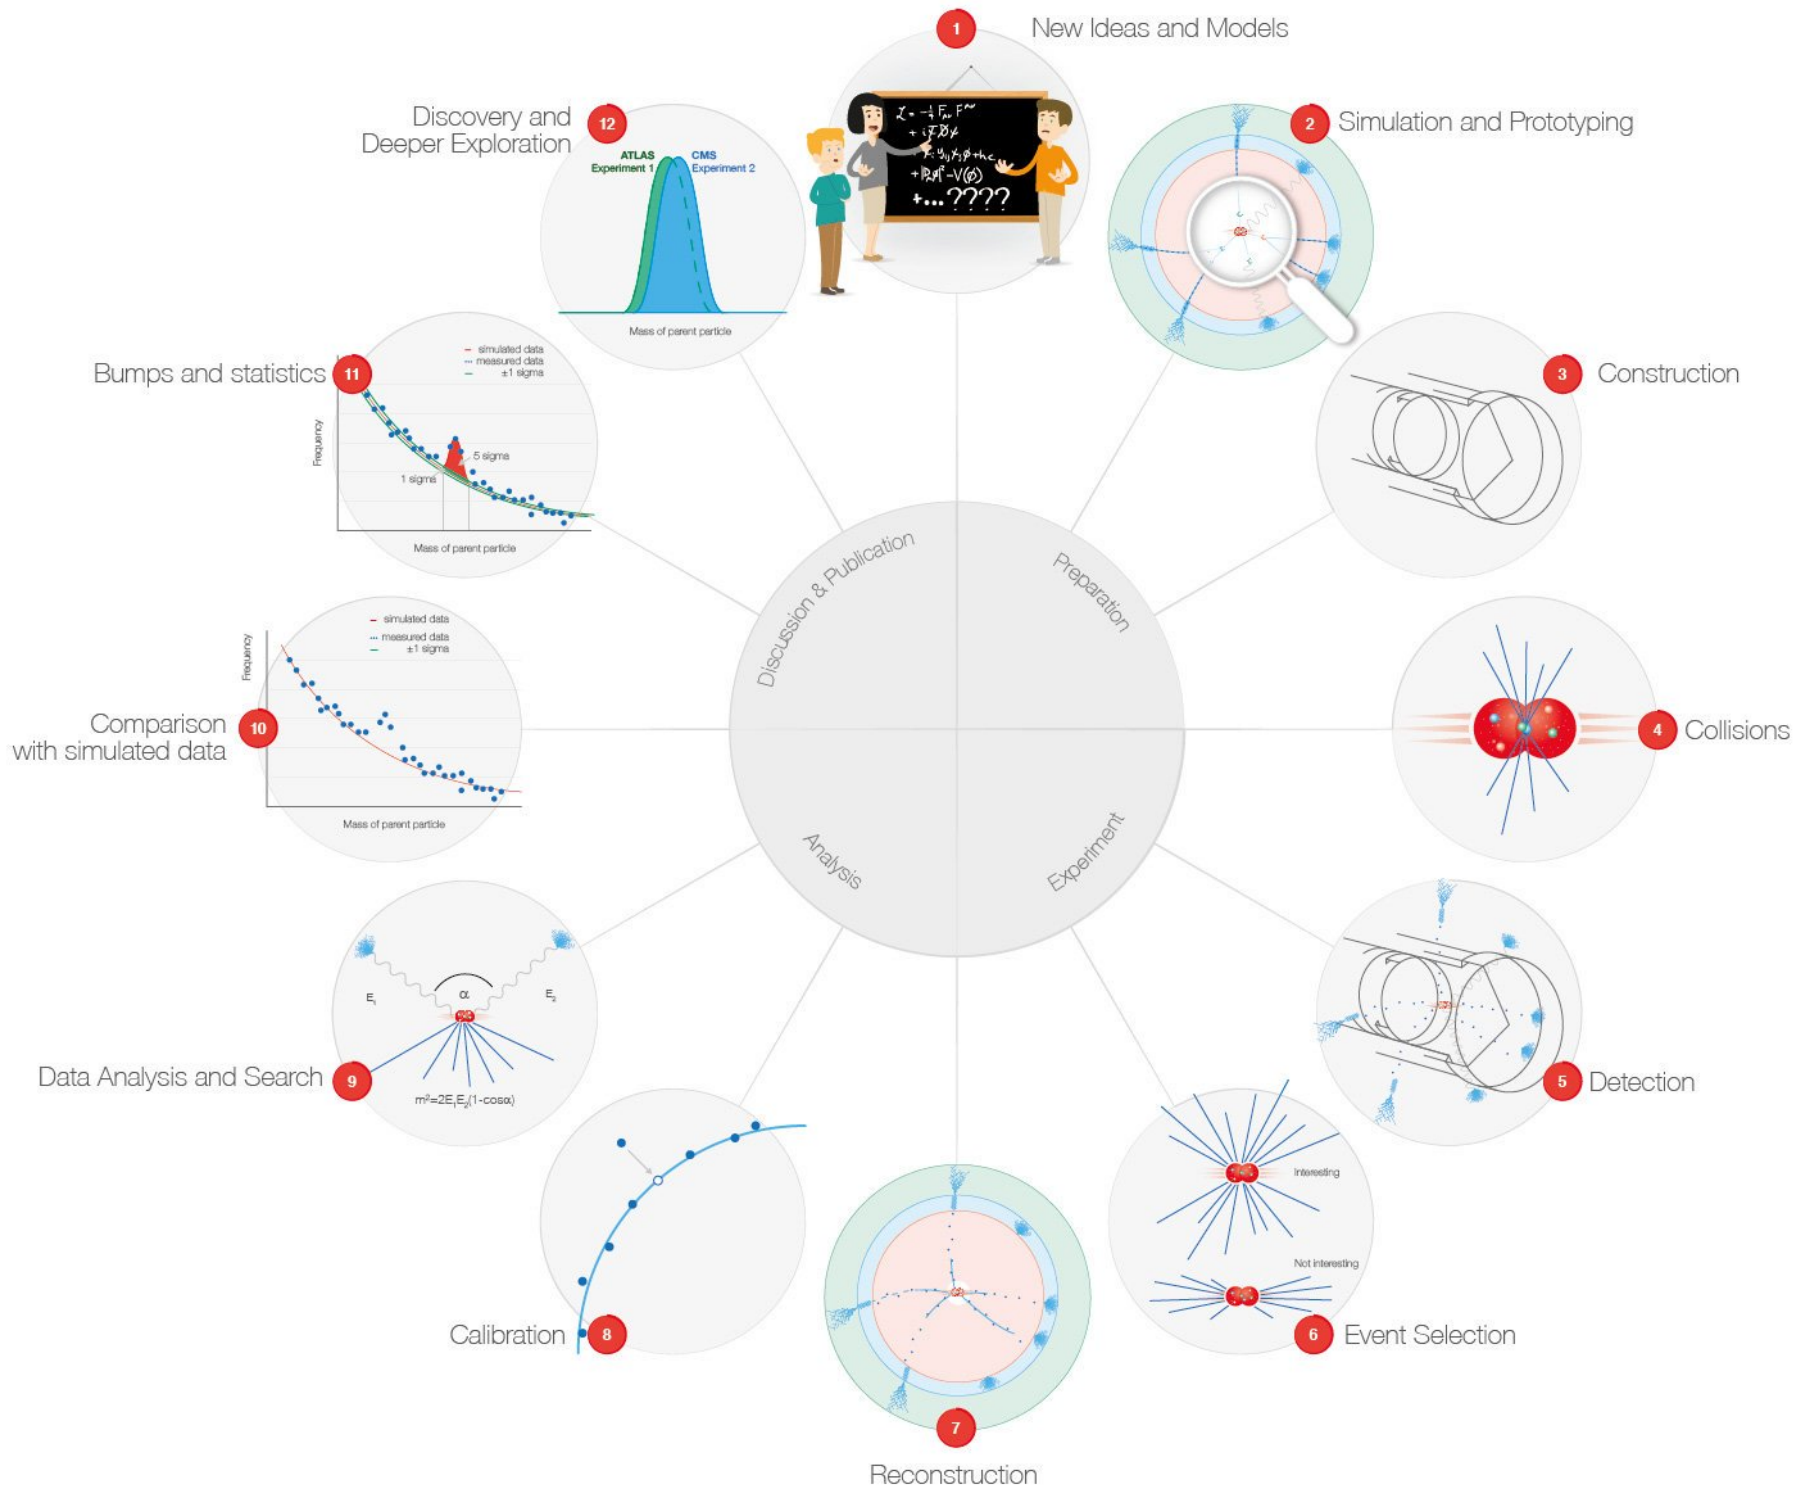 1
New Ideas and Models
+...????
2
Simulation and Prototyping
3
Construction
4
Collisions
5
Detection
6
Event Selection
Interesting
Not interesting
7
Reconstruction
8
Calibration
9
Data Analysis and Search
E₁
α
E₂
m²=2E₁E₂(1-cosα)
10
Comparison
with simulated data
simulated data
measured data
±1 sigma
Frequency
Mass of parent particle
11
Bumps and statistics
simulated data
measured data
±1 sigma
5 sigma
1 sigma
Frequency
Mass of parent particle
12
Discovery and
Deeper Exploration
ATLAS
Experiment 1
CMS
Experiment 2
Mass of parent particle
Preparation
Experiment
Analysis
Discussion & Publication